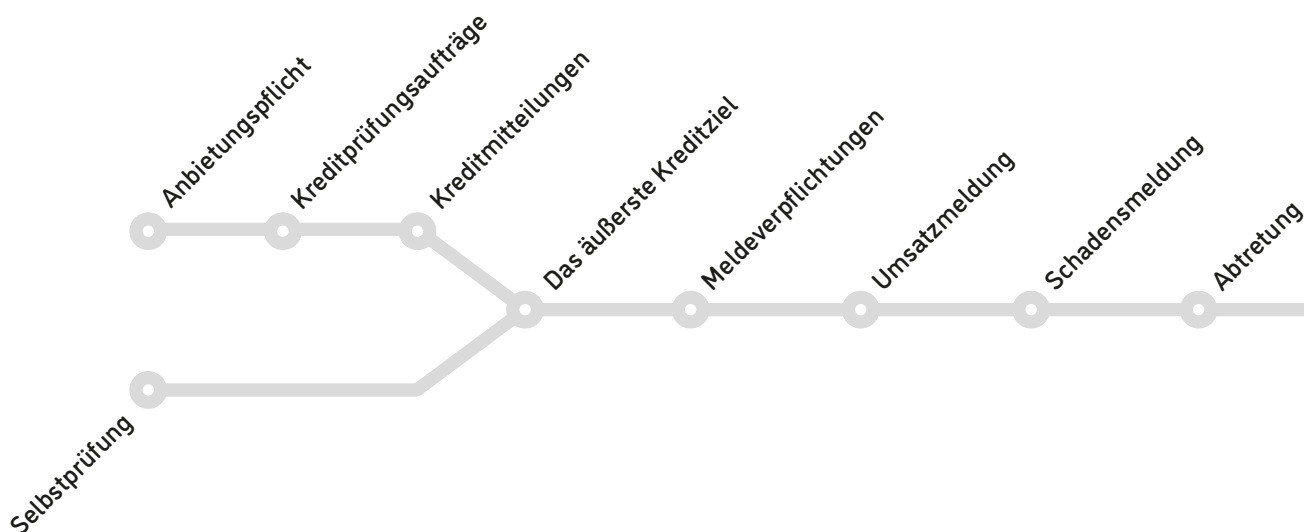 Anbietungspflicht
Kreditprüfungsaufträge
Kreditmitteilungen
Das äußerste Kreditziel
Meldeverpflichtungen
Umsatzmeldung
Schadensmeldung
Abtretung
Selbstprüfung